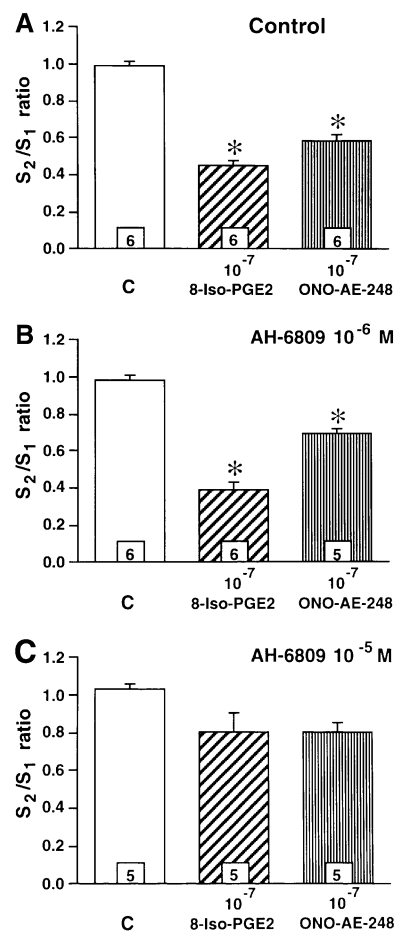 A
Control
S2/S1 ratio
1.2
1.0
0.8
0.6
0.4
0.2
0.0
* *
6 6 6
10-7 10-7
C 8-Iso-PGE2 ONO-AE-248
B
AH-6809 10-6 M
S2/S1 ratio
1.2
1.0
0.8
0.6
0.4
0.2
0.0
* *
6 6 5
10-7 10-7
C 8-Iso-PGE2 ONO-AE-248
C
AH-6809 10-5 M
S2/S1 ratio
1.2
1.0
0.8
0.6
0.4
0.2
0.0
5 5 5
10-7 10-7
C 8-Iso-PGE2 ONO-AE-248